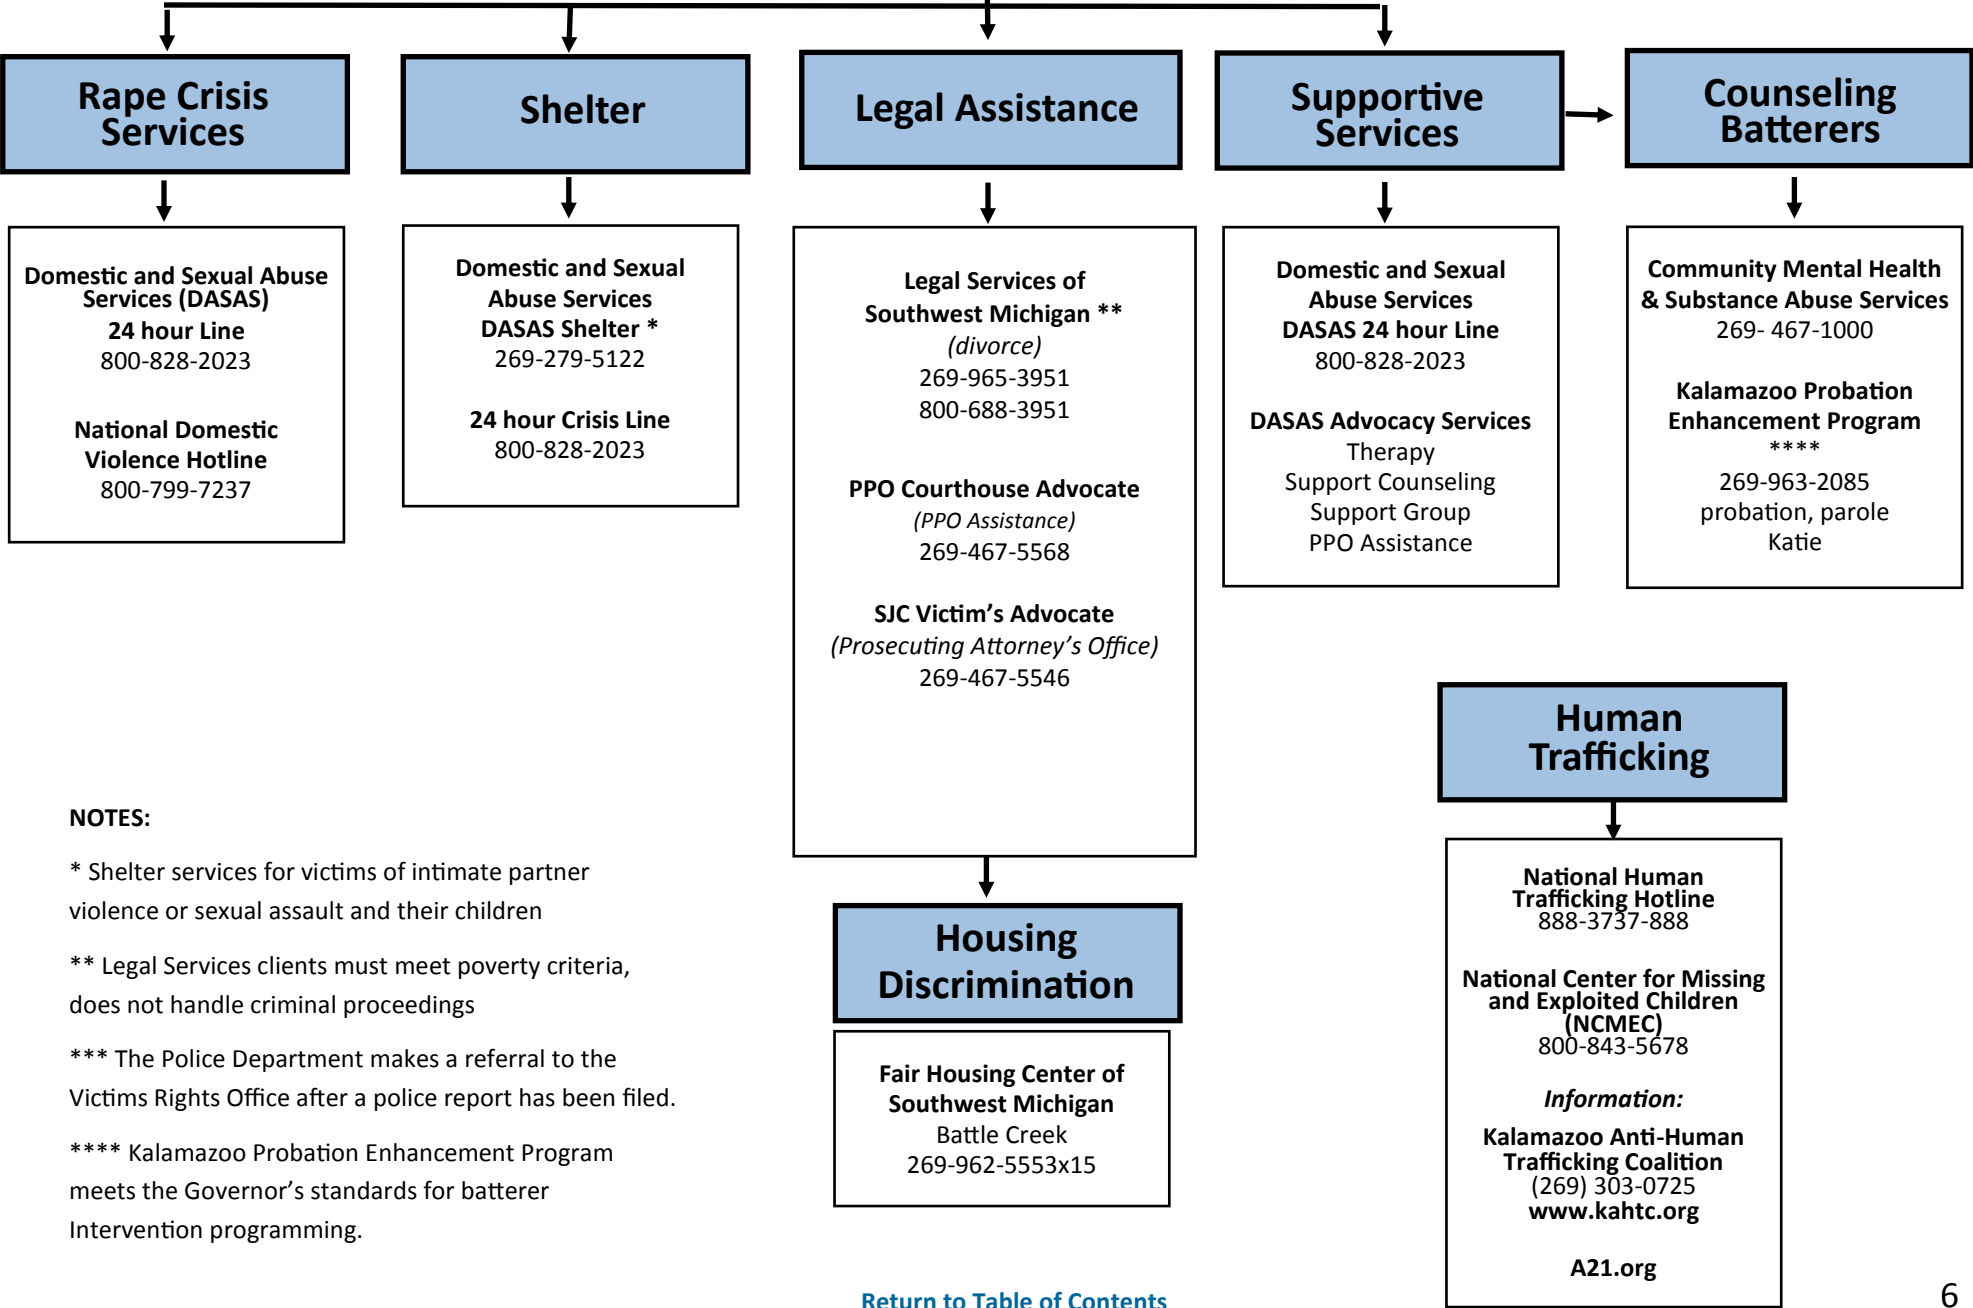 Rape Crisis
Services
Shelter
Legal Assistance
Supportive
Services
Counseling
Batterers
Domestic and Sexual Abuse
Services (DASAS)
24 hour Line
800-828-2023
National Domestic
Violence Hotline
800-799-7237
Domestic and Sexual
Abuse Services
DASAS Shelter *
269-279-5122
24 hour Crisis Line
800-828-2023
Legal Services of
Southwest Michigan **
(divorce)
269-965-3951
800-688-3951
PPO Courthouse Advocate
(PPO Assistance)
269-467-5568
SJC Victim’s Advocate
(Prosecuting Attorney’s Office)
269-467-5546
Domestic and Sexual
Abuse Services
DASAS 24 hour Line
800-828-2023
DASAS Advocacy Services
Therapy
Support Counseling
Support Group
PPO Assistance
Community Mental Health
& Substance Abuse Services
269- 467-1000
Kalamazoo Probation
Enhancement Program
****
269-963-2085
probation, parole
Katie
Housing
Discrimination
Fair Housing Center of
Southwest Michigan
Battle Creek
269-962-5553x15
Human
Trafficking
National Human
Trafficking Hotline
888-3737-888
National Center for Missing
and Exploited Children
(NCMEC)
800-843-5678
Information:
Kalamazoo Anti-Human
Trafficking Coalition
(269) 303-0725
www.kahtc.org
A21.org
NOTES:
* Shelter services for victims of intimate partner
violence or sexual assault and their children
** Legal Services clients must meet poverty criteria,
does not handle criminal proceedings
*** The Police Department makes a referral to the
Victims Rights Office after a police report has been filed.
**** Kalamazoo Probation Enhancement Program
meets the Governor’s standards for batterer
Intervention programming.
Return to Table of Contents
6